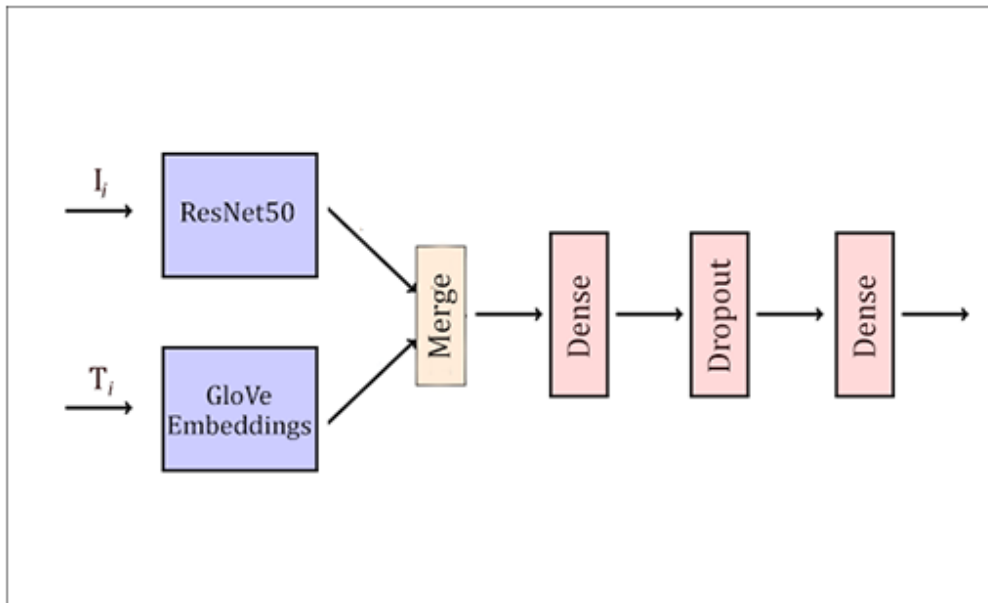 I_i
ResNet50
T_i
GloVe
Embeddings
Merge
Dense
Dropout
Dense